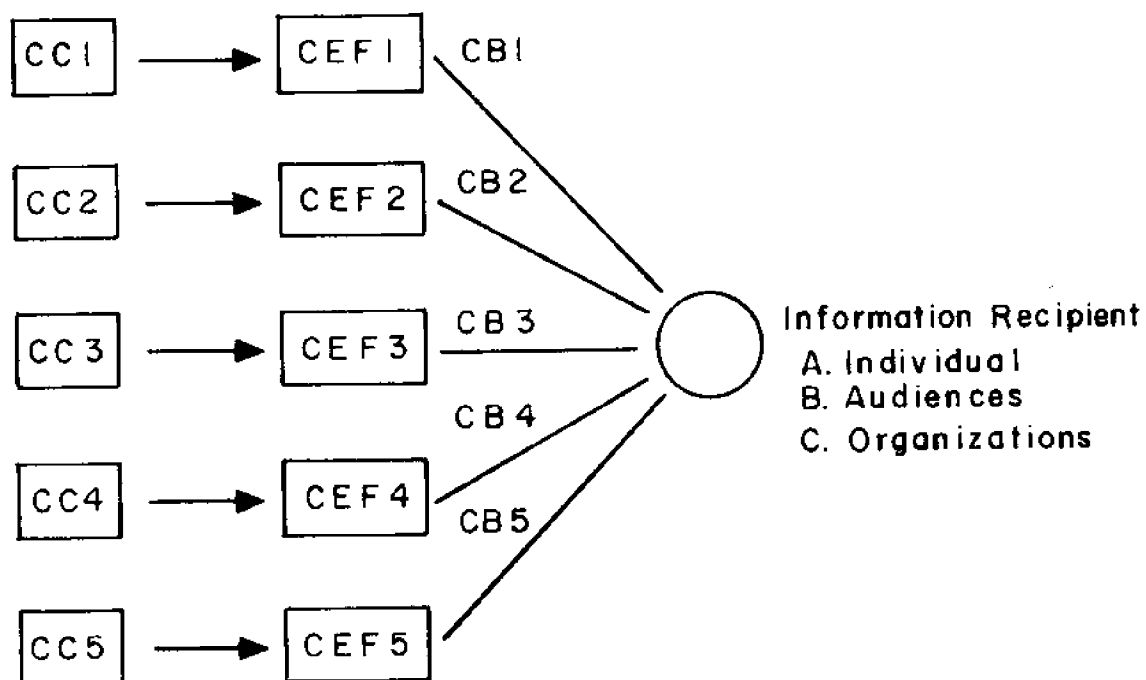 CC1 CEF1 CB1
CC2 CEF2 CB2
CC3 CEF3 CB3
Information Recipient
A. Individual
B. Audiences
C. Organizations
CC4 CEF4 CB4
CC5 CEF5 CB5